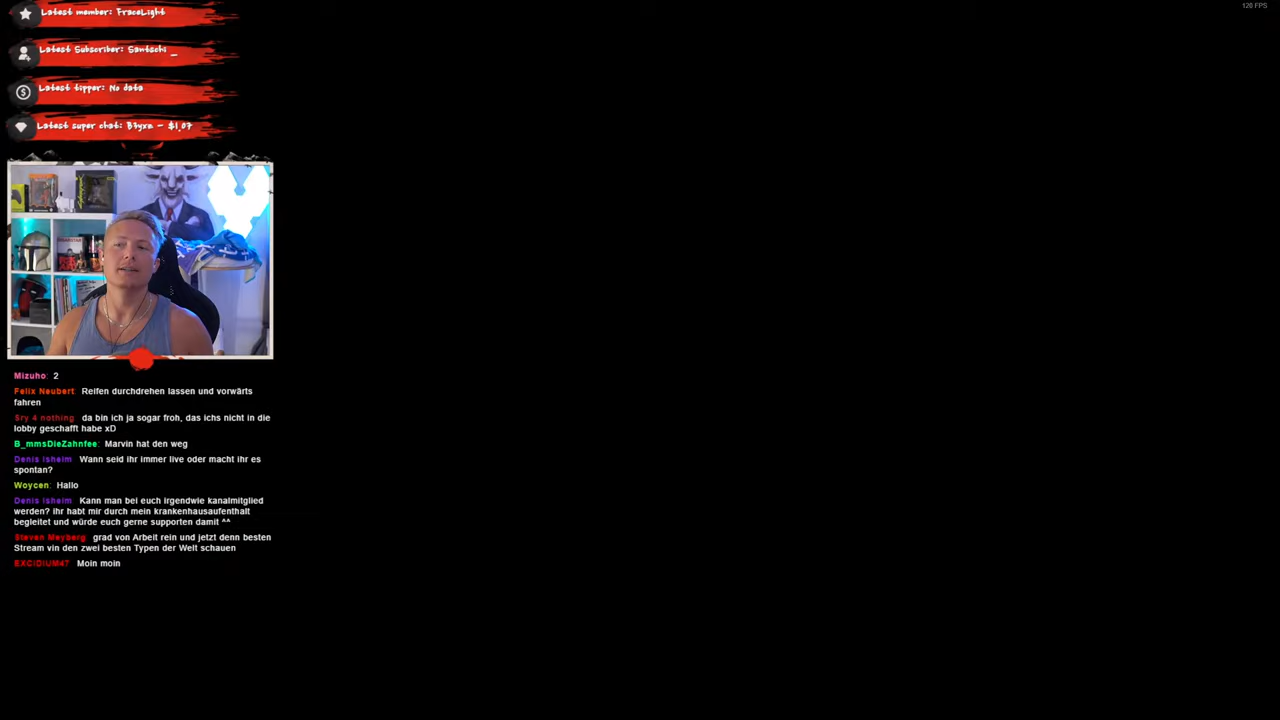 Latest member: FraceLight
120 FPS
Latest Subscriber: Santschi _
Latest tipper: No data
Latest super chat: B3yxz - $1.07
Mizuho: 2
Felix Neubert: Reifen durchdrehen lassen und vorwärts
fahren
Sry 4 nothing: da bin ich ja sogar froh, das ichs nicht in die
lobby geschafft habe xD
B_mmsDieZahnfee: Marvin hat den weg
Denis Isheim: Wann seid ihr immer live oder macht ihr es
spontan?
Woycen: Hallo
Denis Isheim: Kann man bei euch irgendwie kanalmitglied
werden? ihr habt mir durch mein krankenhausaufenthalt
begleitet und würde euch gerne supporten damit ^^
Steven Meyberg: grad von Arbeit rein und jetzt denn besten
Stream vin den zwei besten Typen der Welt schauen
EXCIDIUM47: Moin moin